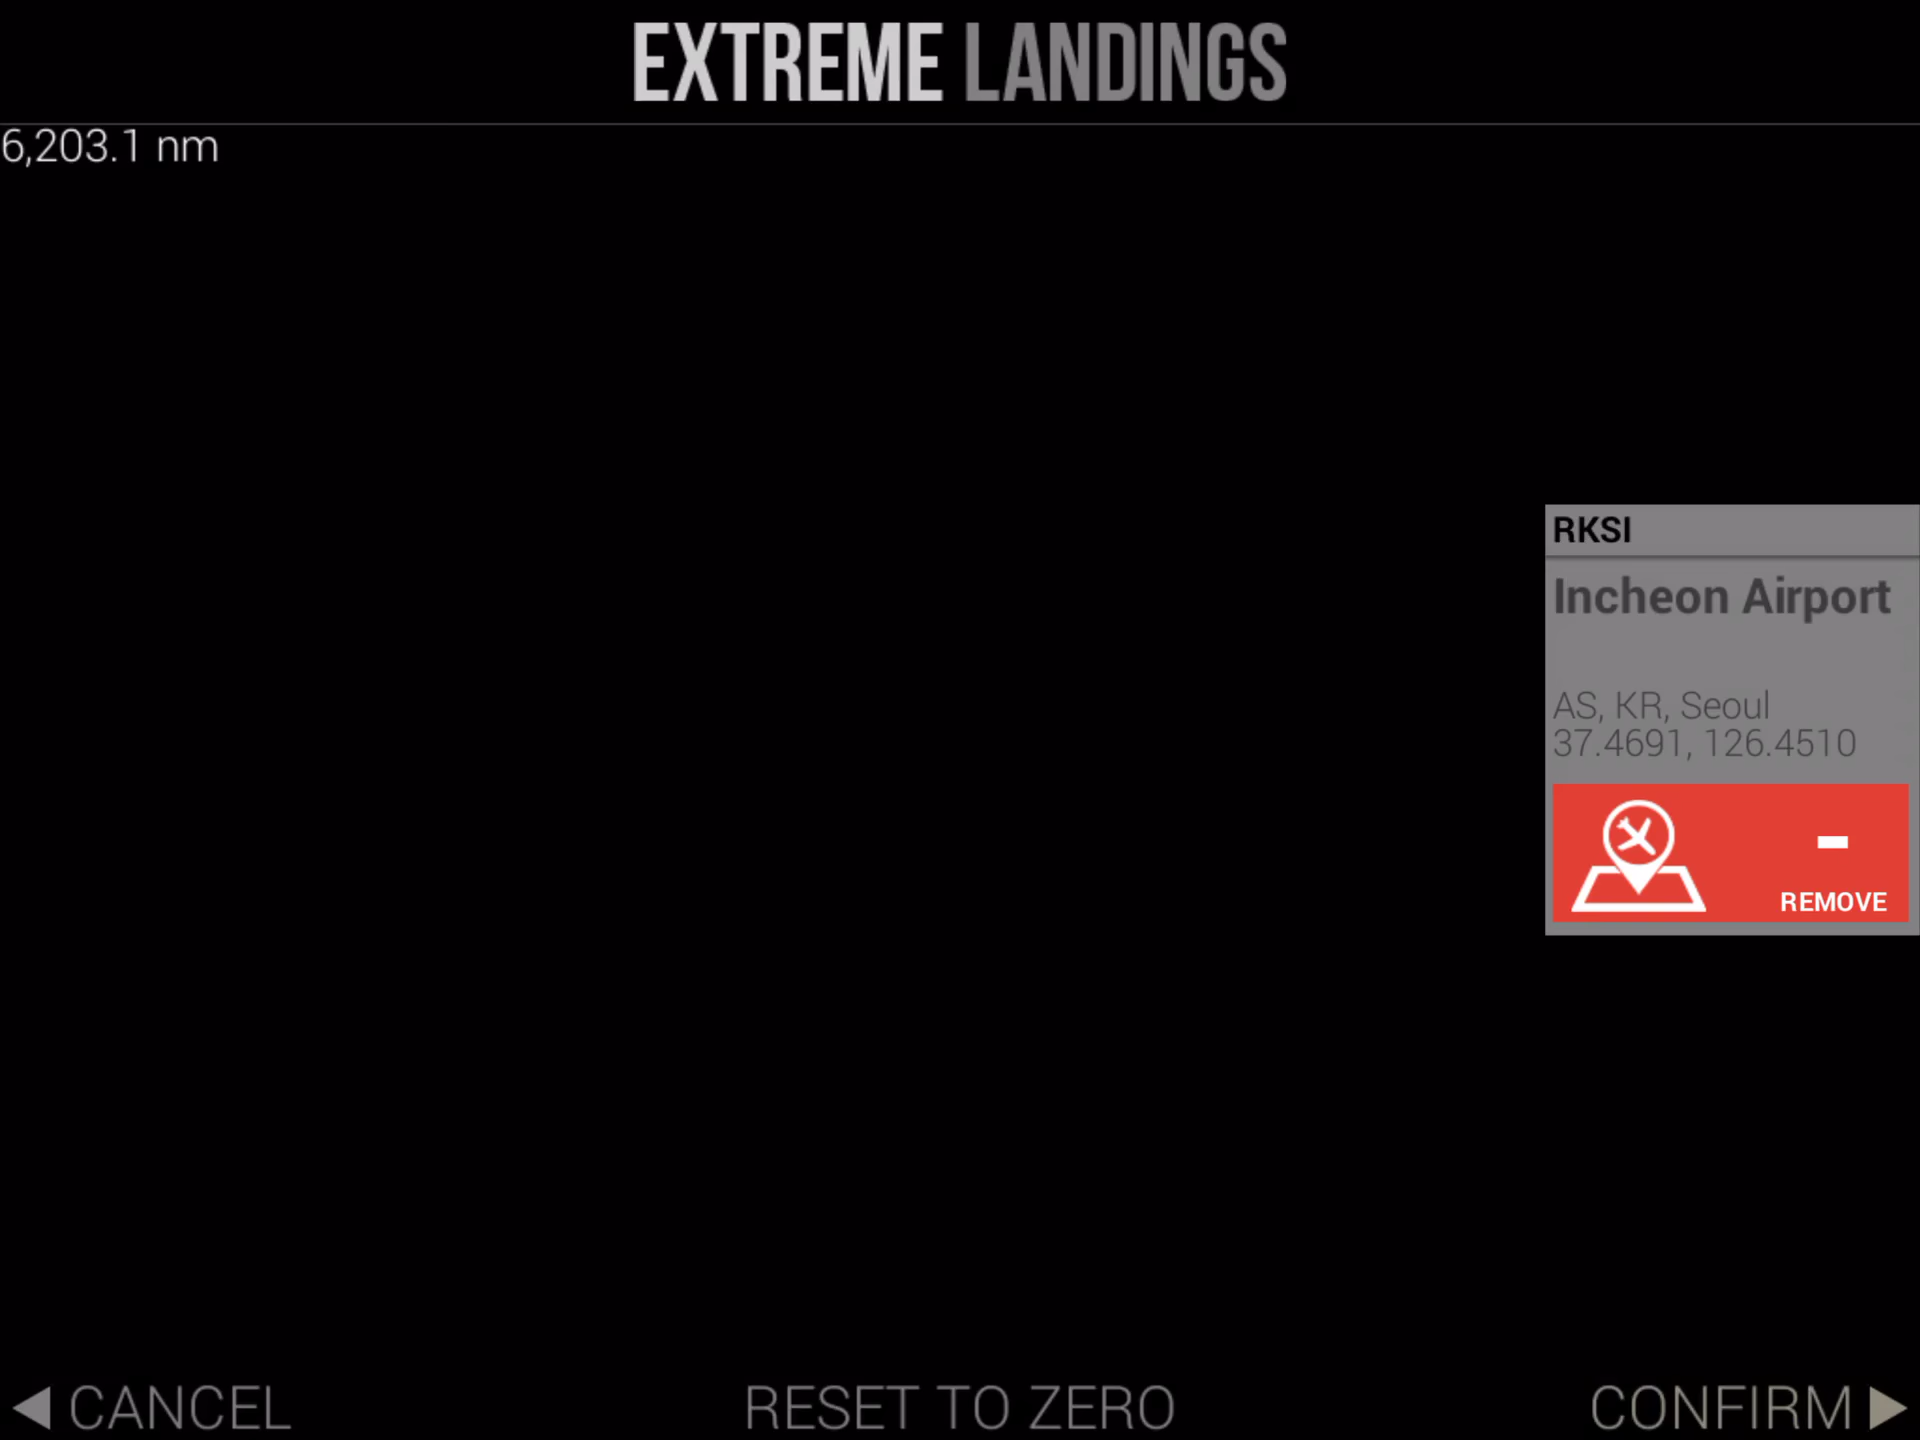 EXTREME LANDINGS
6,203.1 nm
RKSI
Incheon Airport
AS, KR, Seoul
37.4691, 126.4510
-
REMOVE
CANCEL
RESET TO ZERO
CONFIRM